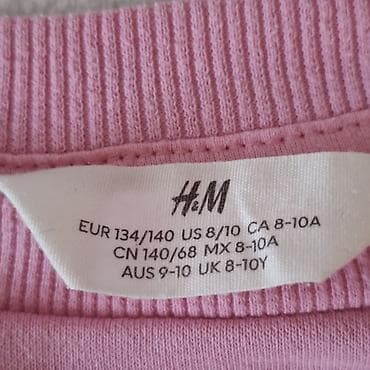 H&M
EUR 134/140 US 8/10 CA 8-10A
CN 140/68 MX 8-10A
AUS 9-10 UK 8-10Y